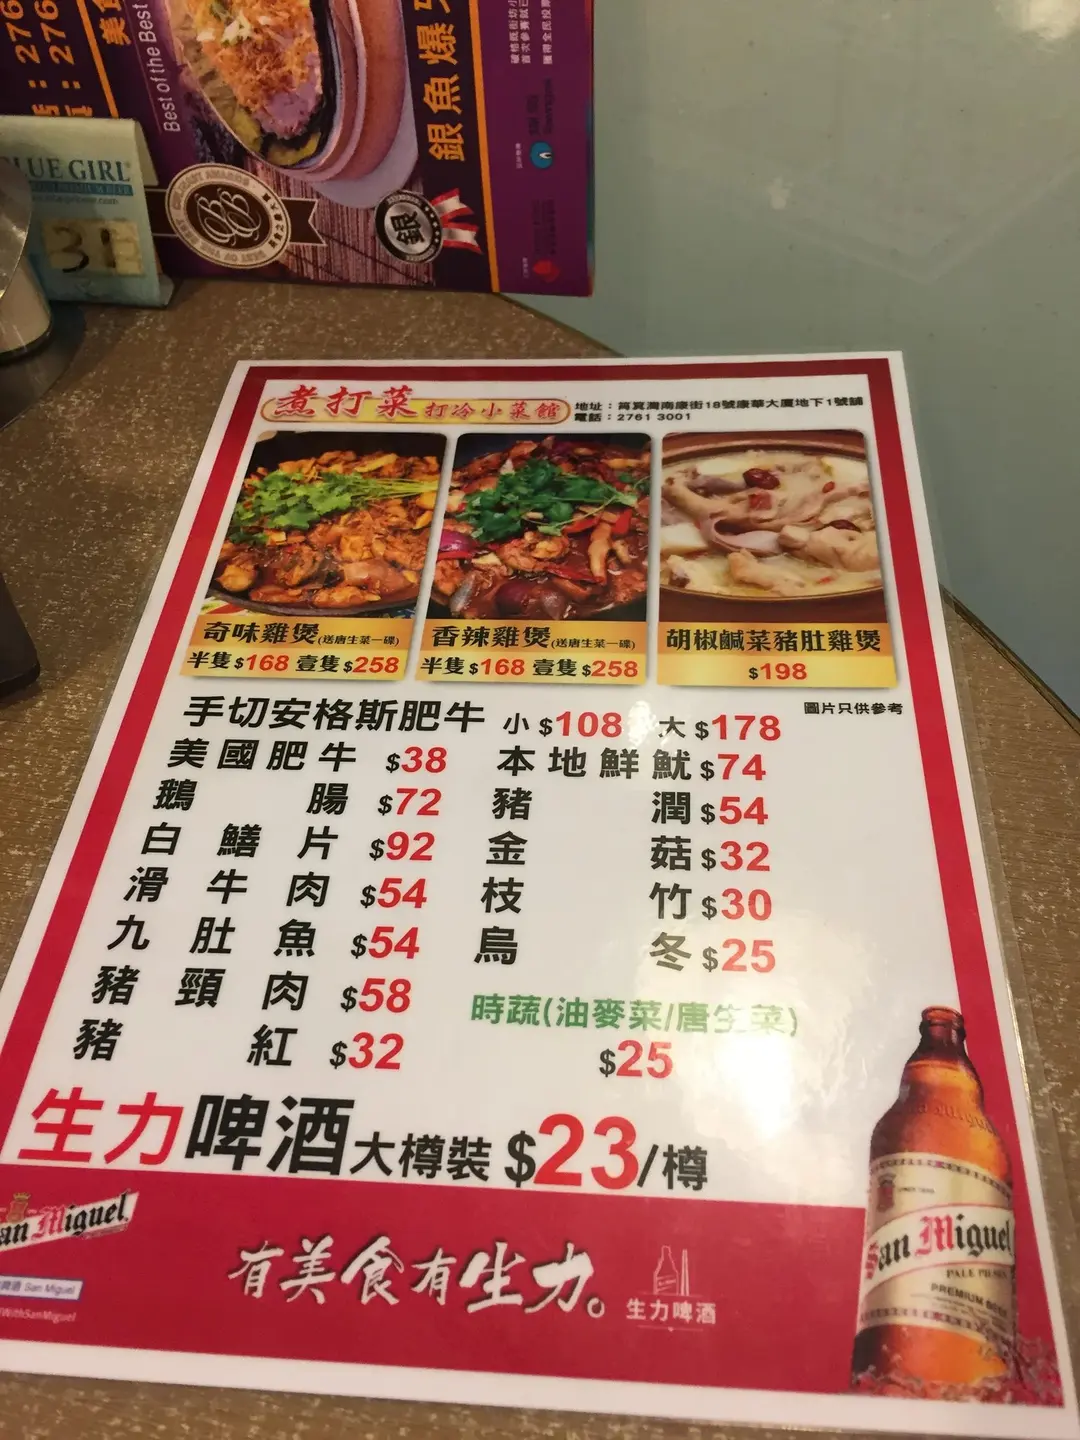 Best of the Best
銀魚爆
BLUE GIRL
31
銀
煮打菜 打冷小菜館
地址：筲箕灣南康街18號康華大廈地下1號舖
電話：2761 3001
奇味雞煲(送唐生菜一碟)
半隻$168 壹隻$258
香辣雞煲(送唐生菜一碟)
半隻$168 壹隻$258
胡椒鹹菜豬肚雞煲
$198
圖片只供參考
手切安格斯肥牛 小$108 大$178
美國肥牛 $38
鵝腸 $72
白鱔片 $92
滑牛肉 $54
九肚魚 $54
豬頸肉 $58
豬紅 $32
本地鮮魷 $74
豬潤 $54
金菇 $32
枝竹 $30
烏冬 $25
時蔬(油麥菜/唐生菜)
$25
生力啤酒大樽裝 $23/樽
San Miguel
有美食有生力。
生力啤酒
啤酒 San Miguel
WithSanMiguel
San Miguel
PALE PILSEN
PREMIUM BEER